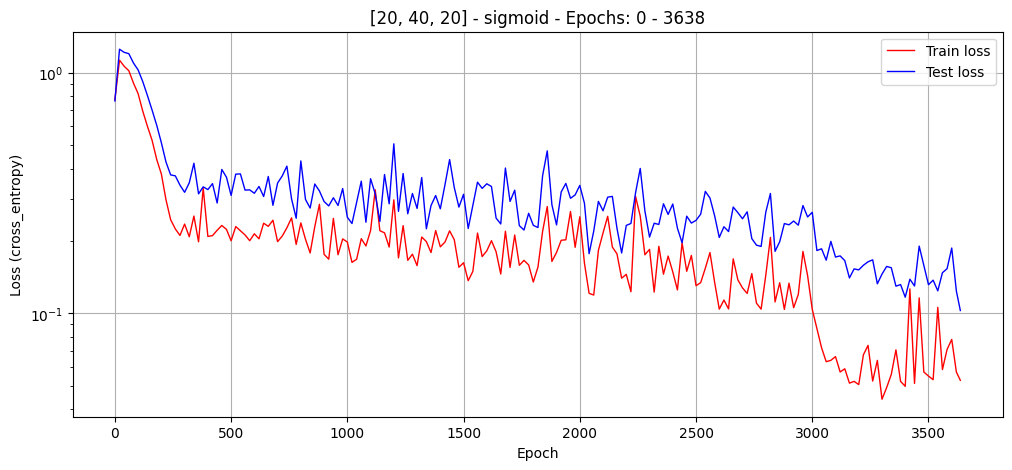 [20, 40, 20] - sigmoid - Epochs: 0 - 3638
Train loss
Test loss
10⁰
10⁻¹
Loss (cross_entropy)
0 500 1000 1500 2000 2500 3000 3500
Epoch